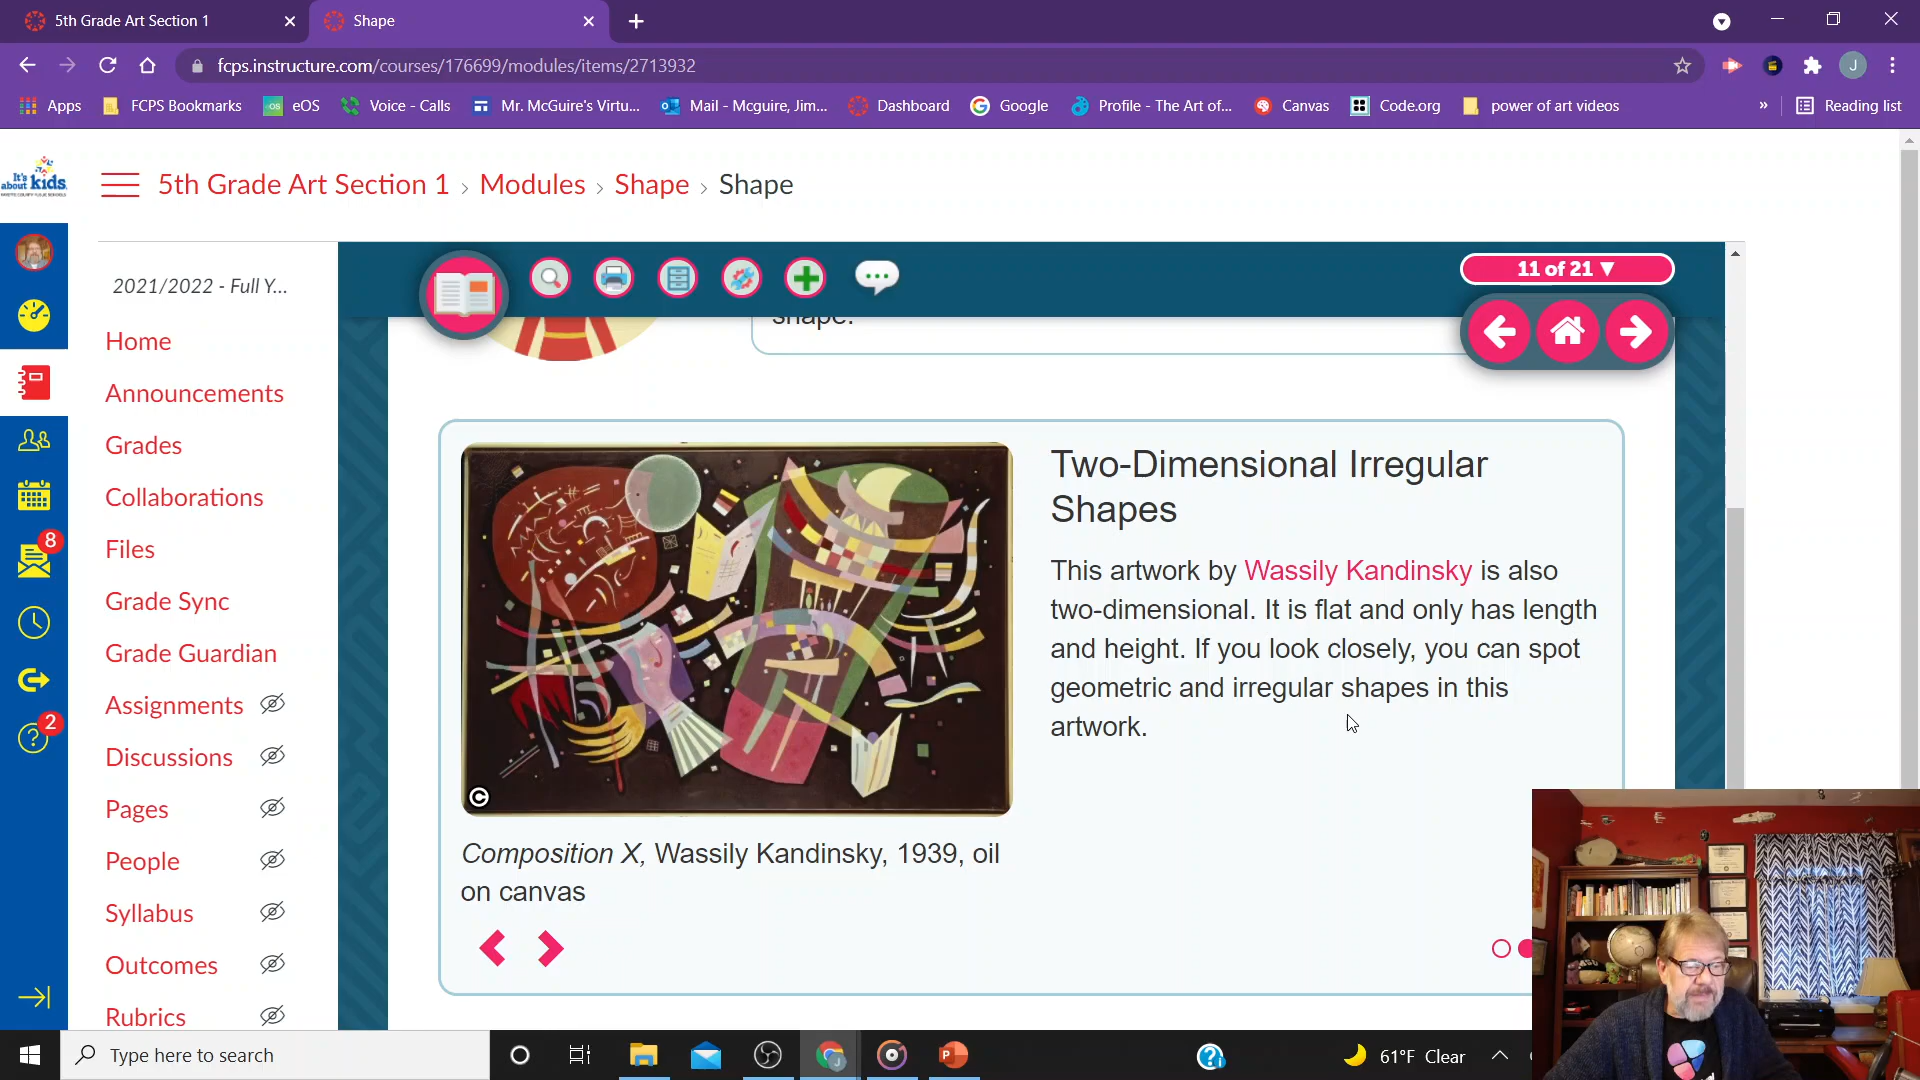 5th Grade Art Section 1
Shape
fcps.instructure.com/courses/176699/modules/items/2713932
Apps
FCPS Bookmarks
eOS
Voice - Calls
Mr. McGuire's Virtu...
Mail - Mcguire, Jim...
Dashboard
Google
Profile - The Art of...
Canvas
Code.org
power of art videos
»
Reading list
J
It's
about kids.
5th Grade Art Section 1 › Modules › Shape › Shape
2021/2022 - Full Y...
Home
Announcements
Grades
Collaborations
Files
Grade Sync
Grade Guardian
Assignments
Discussions
Pages
People
Syllabus
Outcomes
Rubrics
8
2
11 of 21 ▼
shape.
Two-Dimensional Irregular
Shapes
This artwork by Wassily Kandinsky is also
two-dimensional. It is flat and only has length
and height. If you look closely, you can spot
geometric and irregular shapes in this
artwork.
©
Composition X, Wassily Kandinsky, 1939, oil
on canvas
Type here to search
61°F Clear